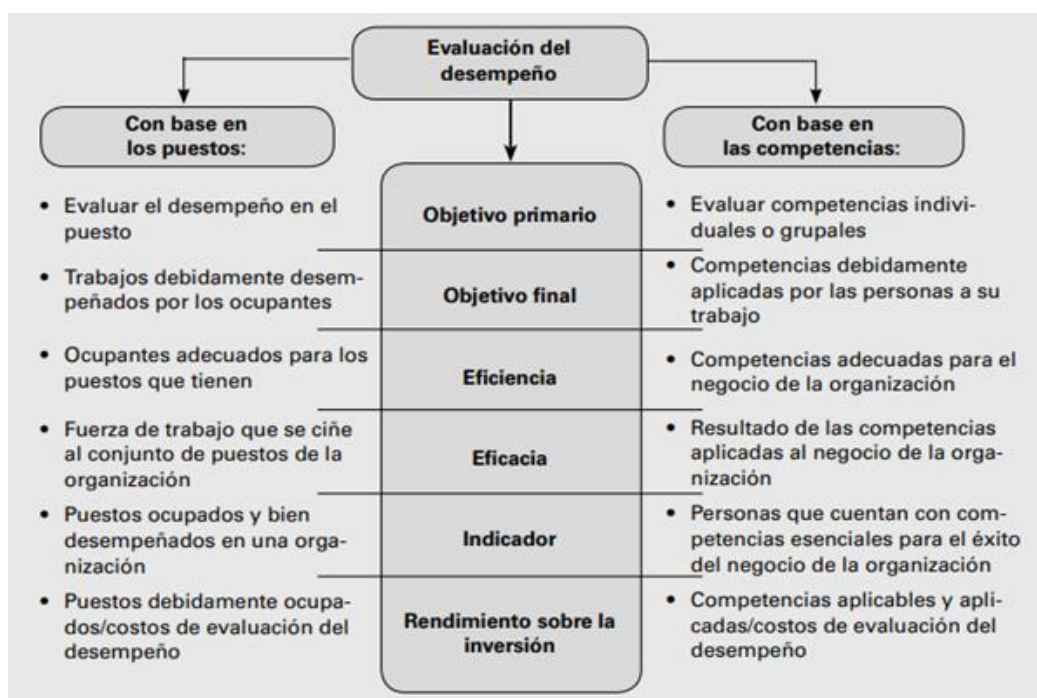 Evaluación del
desempeño
Con base en
los puestos:
Con base en
las competencias:
• Evaluar el desempeño en el
puesto
Objetivo primario
• Evaluar competencias indivi-
duales o grupales
• Trabajos debidamente desem-
peñados por los ocupantes
Objetivo final
• Competencias debidamente
aplicadas por las personas a su
trabajo
• Ocupantes adecuados para los
puestos que tienen
Eficiencia
• Competencias adecuadas para el
negocio de la organización
• Fuerza de trabajo que se ciñe
al conjunto de puestos de la
organización
Eficacia
• Resultado de las competencias
aplicadas al negocio de la orga-
nización
• Puestos ocupados y bien
desempeñados en una orga-
nización
Indicador
• Personas que cuentan con com-
petencias esenciales para el éxito
del negocio de la organización
• Puestos debidamente ocupa-
dos/costos de evaluación del
desempeño
Rendimiento sobre la
inversión
• Competencias aplicables y apli-
cadas/costos de evaluación del
desempeño